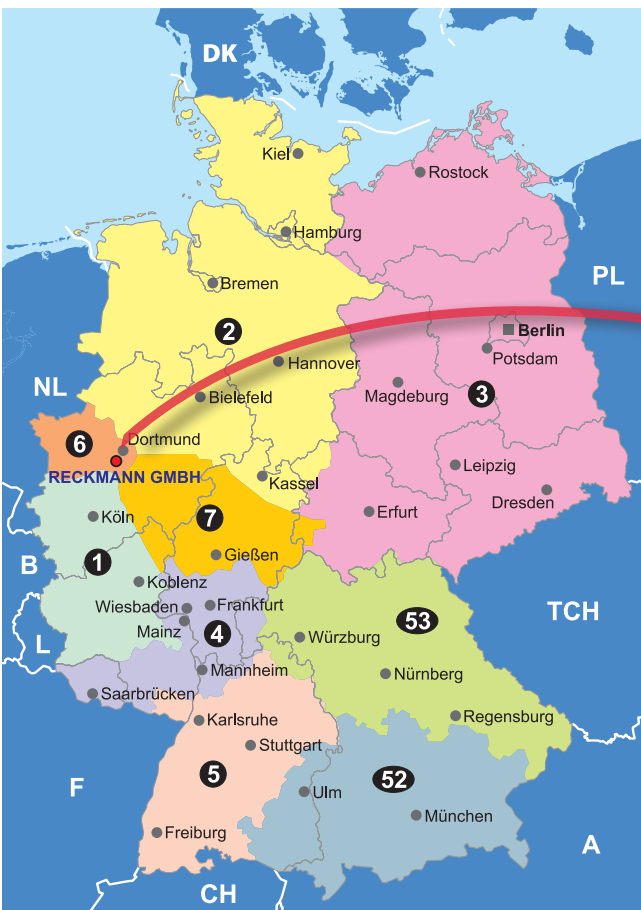 DK
Kiel
Rostock
Hamburg
PL
Bremen
2
Berlin
Potsdam
Hannover
NL
Magdeburg
3
Bielefeld
6
Dortmund
RECKMANN GMBH
Leipzig
Kassel
Dresden
Köln
7
Erfurt
Gießen
B
1
Koblenz
Wiesbaden
Frankfurt
TCH
Mainz
4
53
L
Würzburg
Mannheim
Nürnberg
Saarbrücken
Karlsruhe
Regensburg
Stuttgart
F
5
52
Ulm
München
Freiburg
A
CH